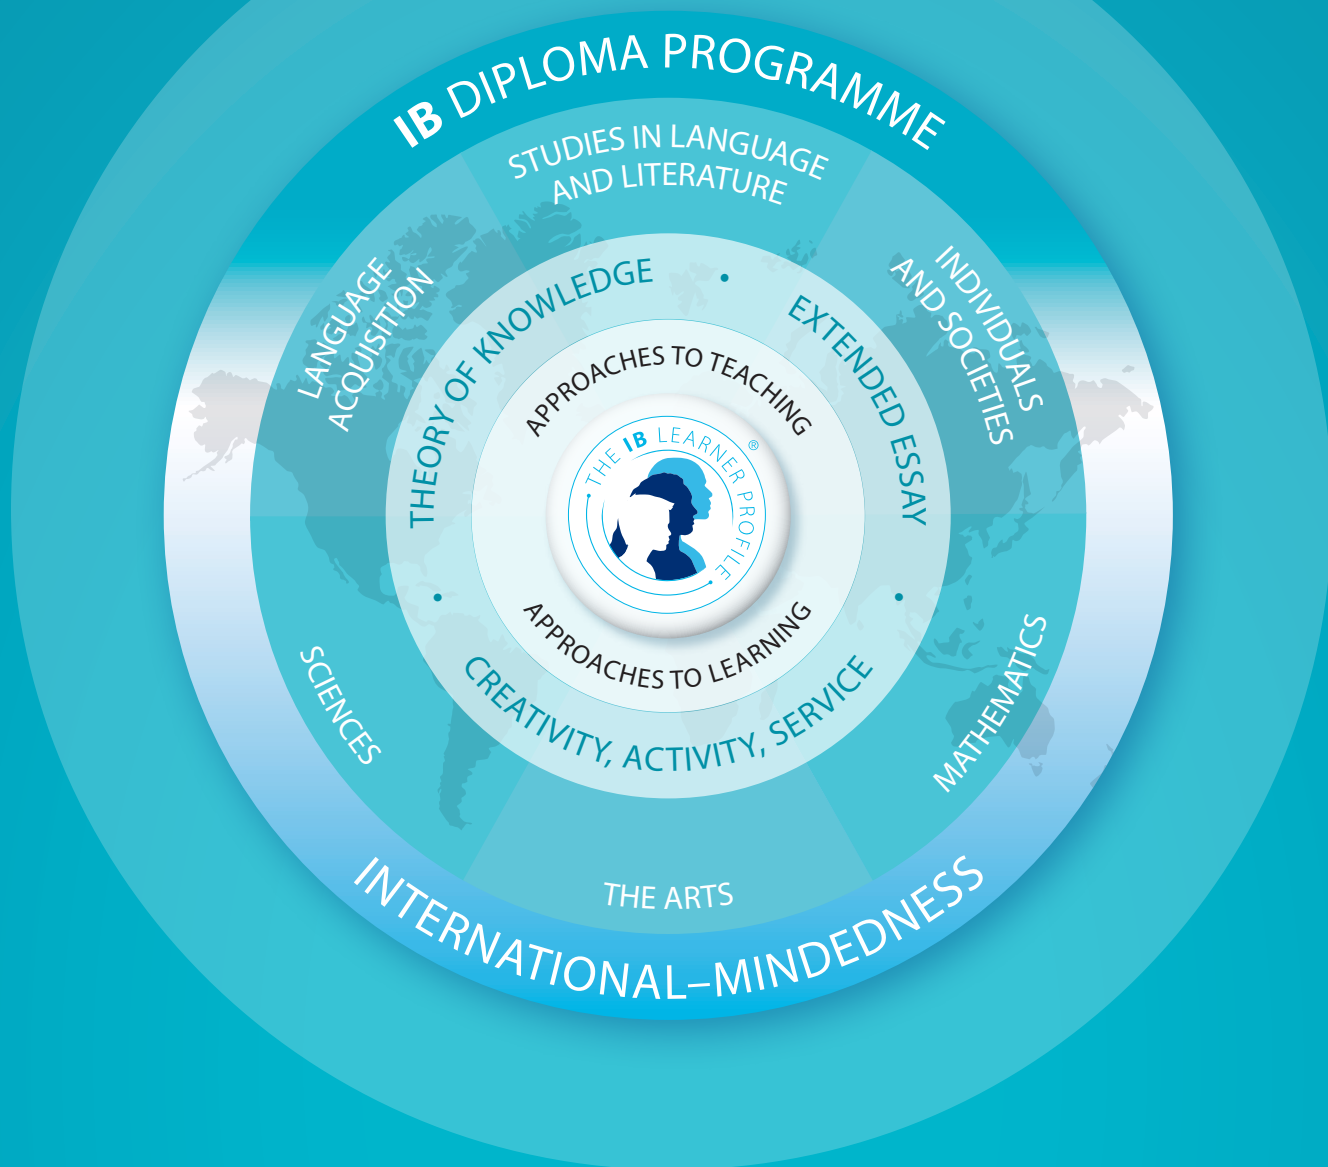 IB DIPLOMA PROGRAMME
STUDIES IN LANGUAGE
AND LITERATURE
LANGUAGE
ACQUISITION
INDIVIDUALS
AND SOCIETIES
THEORY OF KNOWLEDGE
•
EXTENDED ESSAY
•
APPROACHES TO TEACHING
THE IB LEARNER PROFILE
®
APPROACHES TO LEARNING
•
CREATIVITY, ACTIVITY, SERVICE
SCIENCES
MATHEMATICS
THE ARTS
INTERNATIONAL–MINDEDNESS